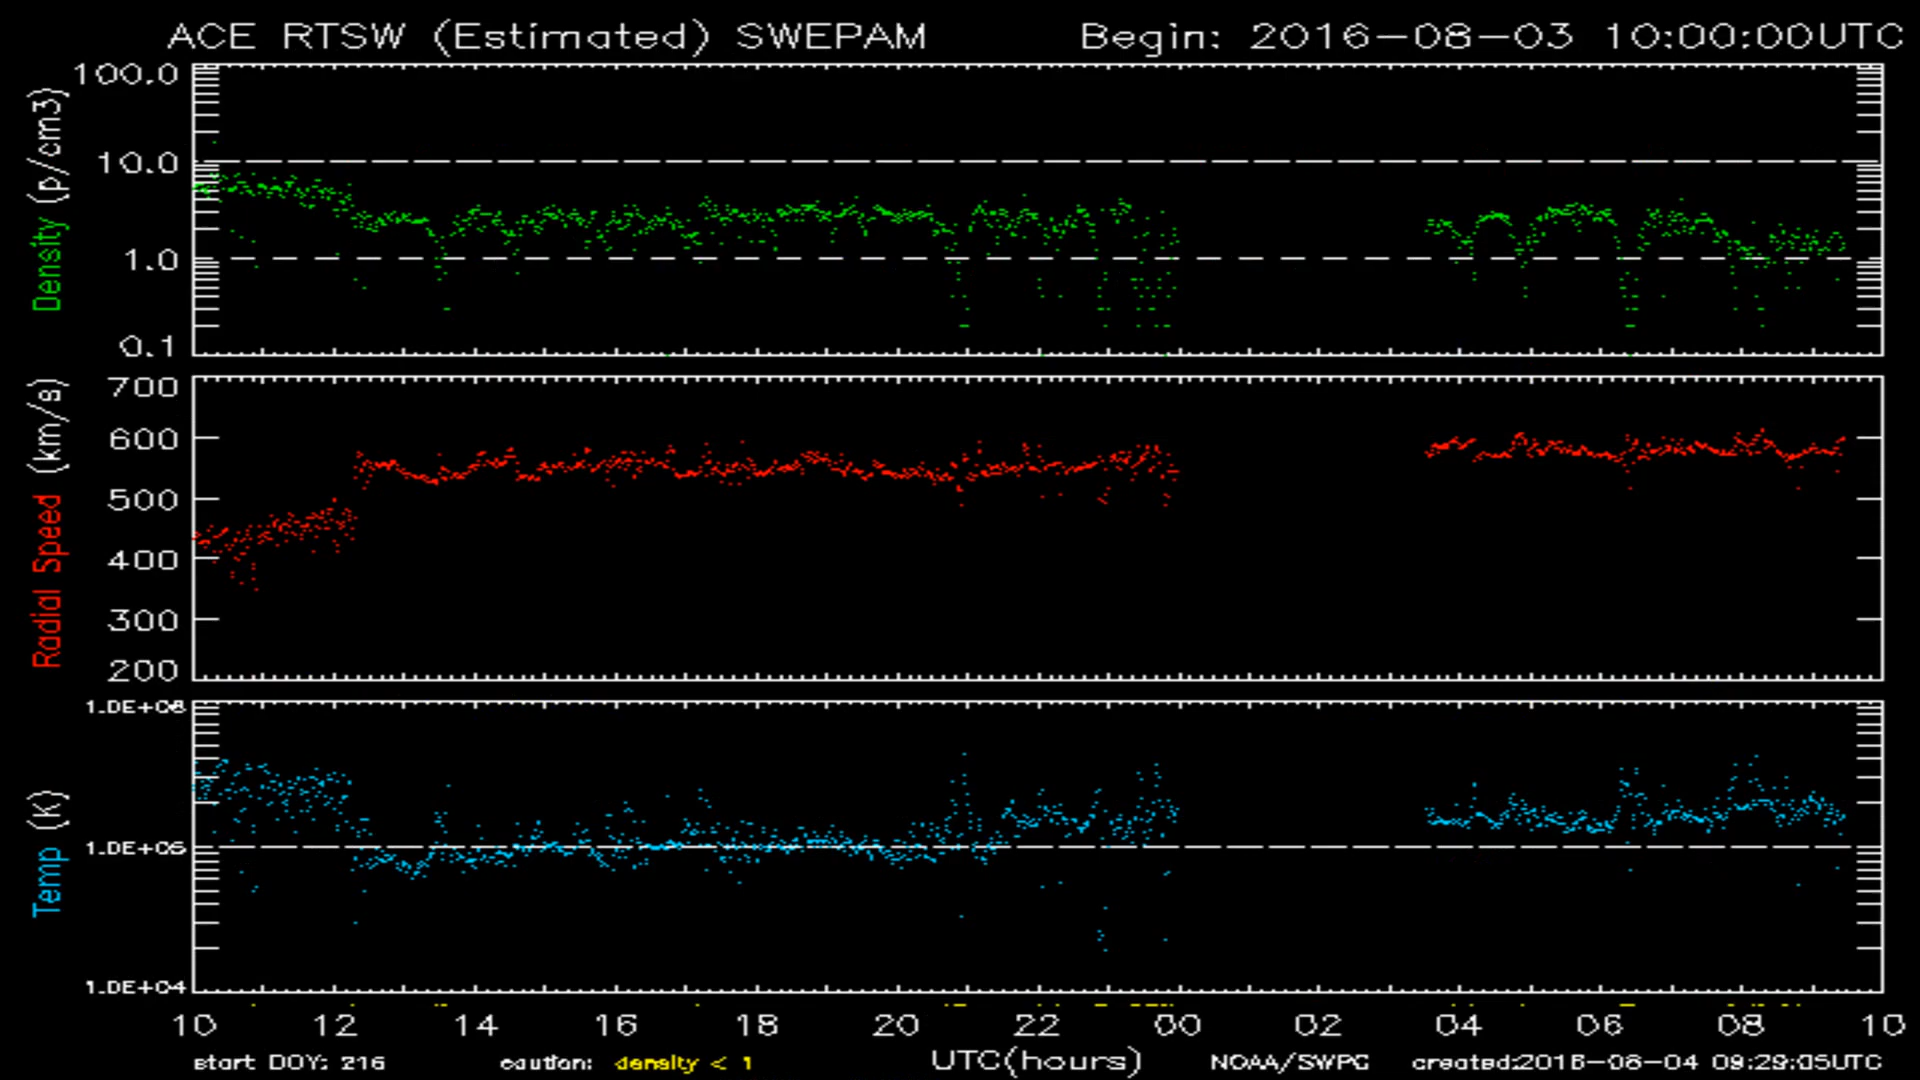 ACE RTSW (Estimated) SWEPAM Begin: 2016-08-03 10:00:00UTC
100.0
10.0
1.0
0.1
Density (p/cm3)
700
600
500
400
300
200
Radial Speed (km/s)
1.0E+06
1.0E+05
1.0E+04
Temp (K)
10 12 14 16 18 20 22 00 02 04 06 08 10
start DOY: 216 caution: density < 1 UTC(hours) NOAA/SWPC created:2016-08-04 09:29:05UTC